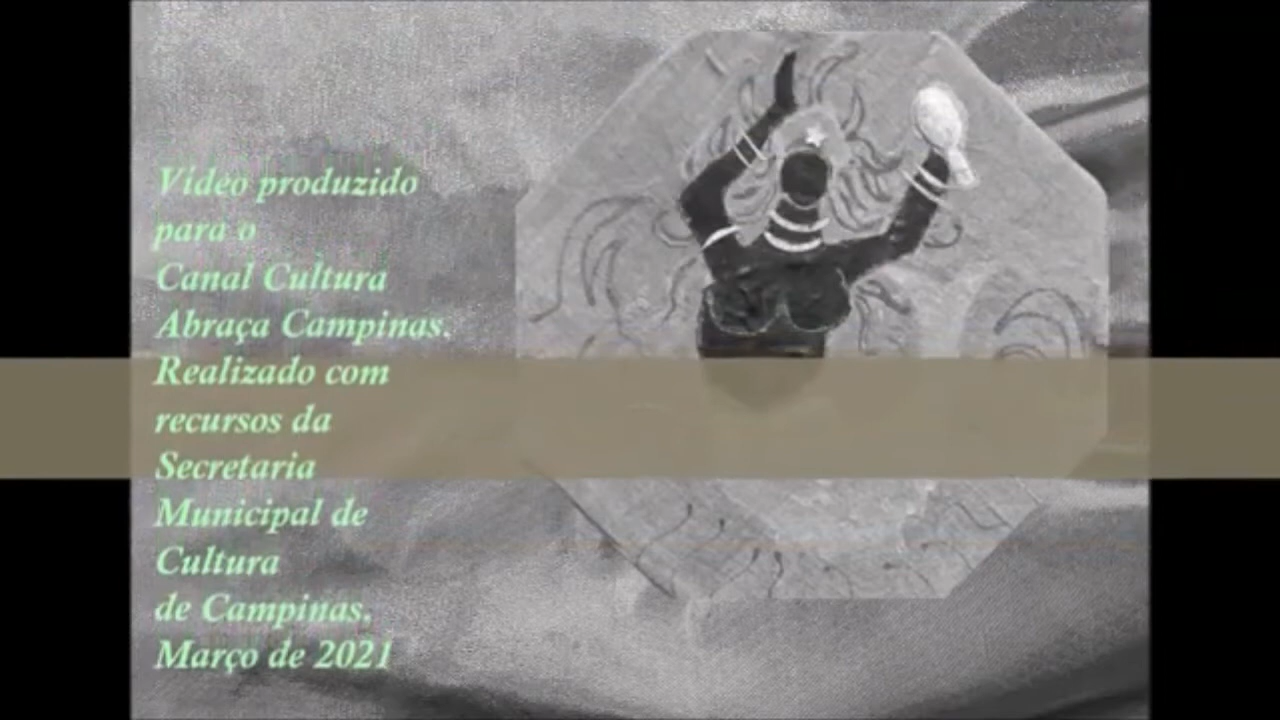 Vídeo produzido
para o
Canal Cultura
Abraça Campinas.
Realizado com
recursos da
Secretaria
Municipal de
Cultura
de Campinas.
Março de 2021